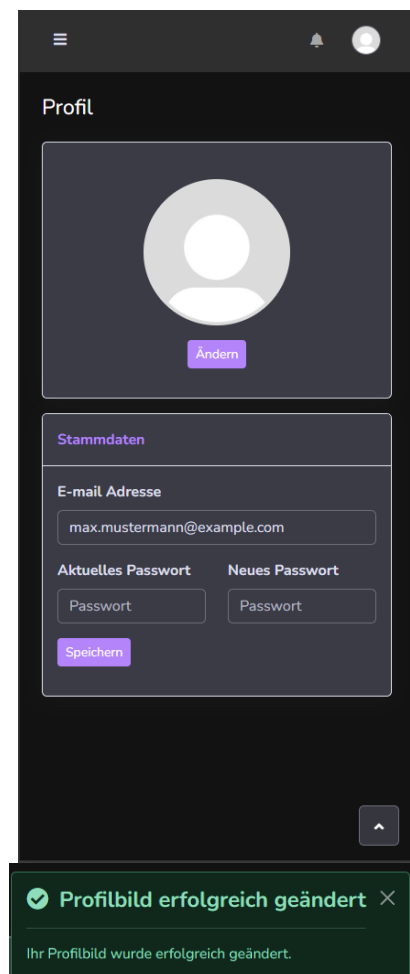 Profil
Ändern
Stammdaten
E-mail Adresse
max.mustermann@example.com
Aktuelles Passwort Neues Passwort
Passwort Passwort
Speichern
Profilbild erfolgreich geändert
Ihr Profilbild wurde erfolgreich geändert.